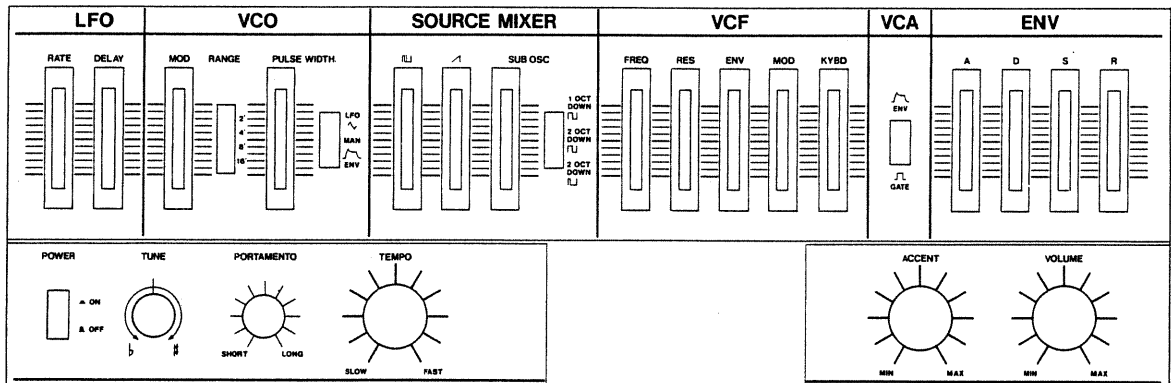 LFO VCO SOURCE MIXER VCF VCA ENV
RATE DELAY MOD RANGE PULSE WIDTH SUB OSC FREQ RES ENV MOD KYBD A D S R
2'
4'
8'
16'
LFO
MAN
ENV
1 OCT
DOWN
2 OCT
DOWN
2 OCT
DOWN
ENV
GATE
POWER TUNE PORTAMENTO TEMPO ACCENT VOLUME
ON
& OFF
♭ ♯
SHORT LONG
SLOW FAST
MIN MAX MIN MAX